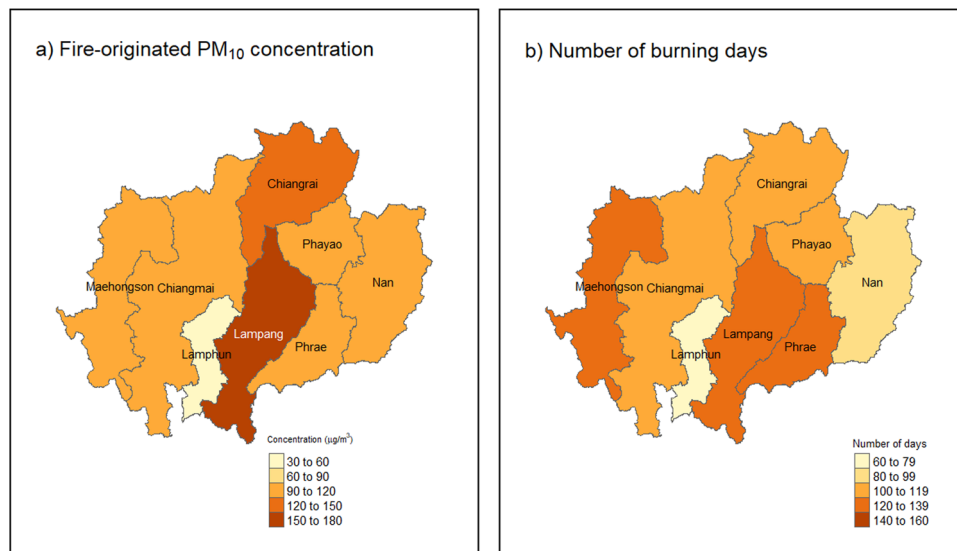 a) Fire-originated PM₁₀ concentration
Chiangrai
Phayao
Nan
Maehongson
Chiangmai
Lampang
Lamphun
Phrae
Concentration (µg/m³)
30 to 60
60 to 90
90 to 120
120 to 150
150 to 180
b) Number of burning days
Chiangrai
Phayao
Nan
Maehongson
Chiangmai
Lampang
Phrae
Lamphun
Number of days
60 to 79
80 to 99
100 to 119
120 to 139
140 to 160